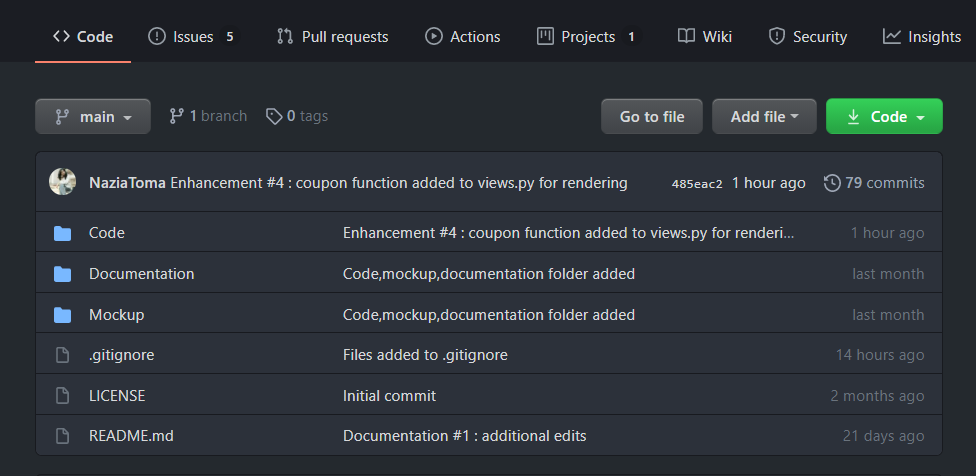 Code Issues 5 Pull requests Actions Projects 1 Wiki Security Insights
main 1 branch 0 tags Go to file Add file Code
NaziaToma Enhancement #4 : coupon function added to views.py for rendering 485eac2 1 hour ago 79 commits
Code Enhancement #4 : coupon function added to views.py for renderi... 1 hour ago
Documentation Code,mockup,documentation folder added last month
Mockup Code,mockup,documentation folder added last month
.gitignore Files added to .gitignore 14 hours ago
LICENSE Initial commit 2 months ago
README.md Documentation #1 : additional edits 21 days ago